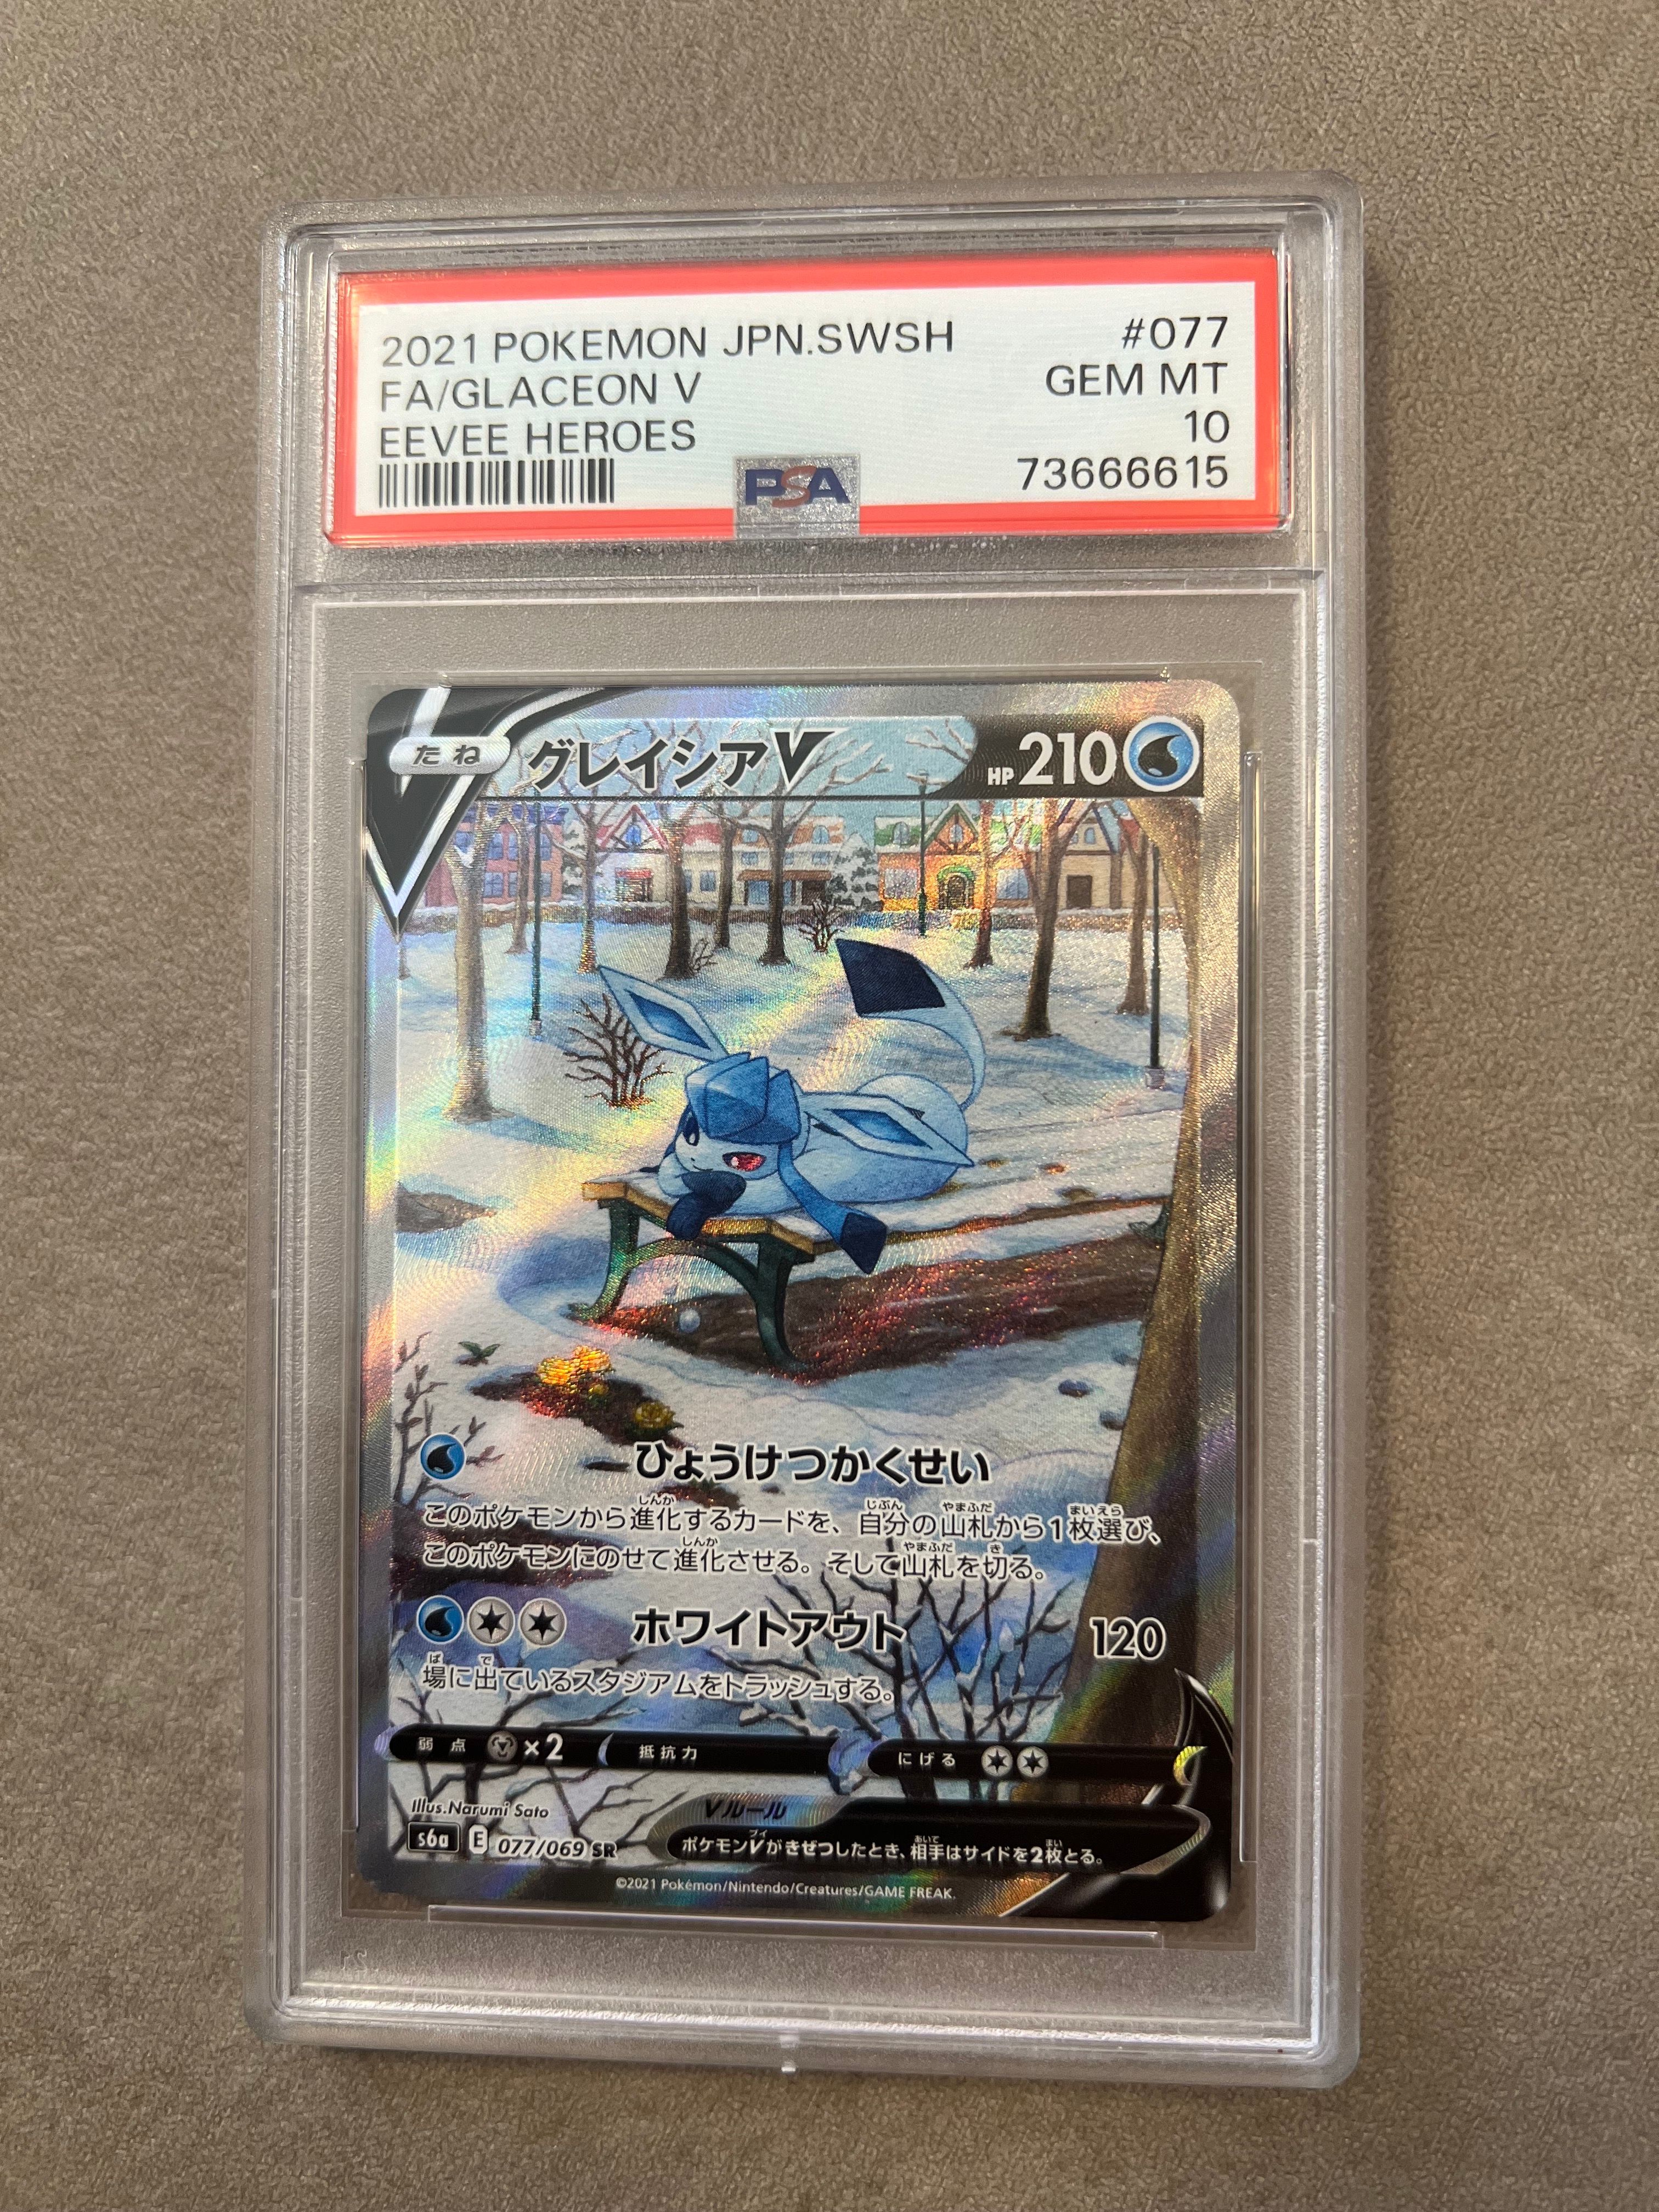 2021 POKEMON JPN.SWSH #077
FA/GLACEON V GEM MT
EEVEE HEROES 10
PSA 73666615
たね グレイシアV HP 210
ひょうけつかくせい
このポケモンから進化するカードを、自分の山札から1枚選び、
このポケモンにのせて進化させる。そして山札を切る。
ホワイトアウト 120
場に出ているスタジアムをトラッシュする。
弱点 ×2 抵抗力 にげる
Illus.Narumi Sato
Vルール
s6a E 077/069 SR
ポケモンVがきぜつしたとき、相手はサイドを2枚とる。
©2021 Pokémon/Nintendo/Creatures/GAME FREAK.